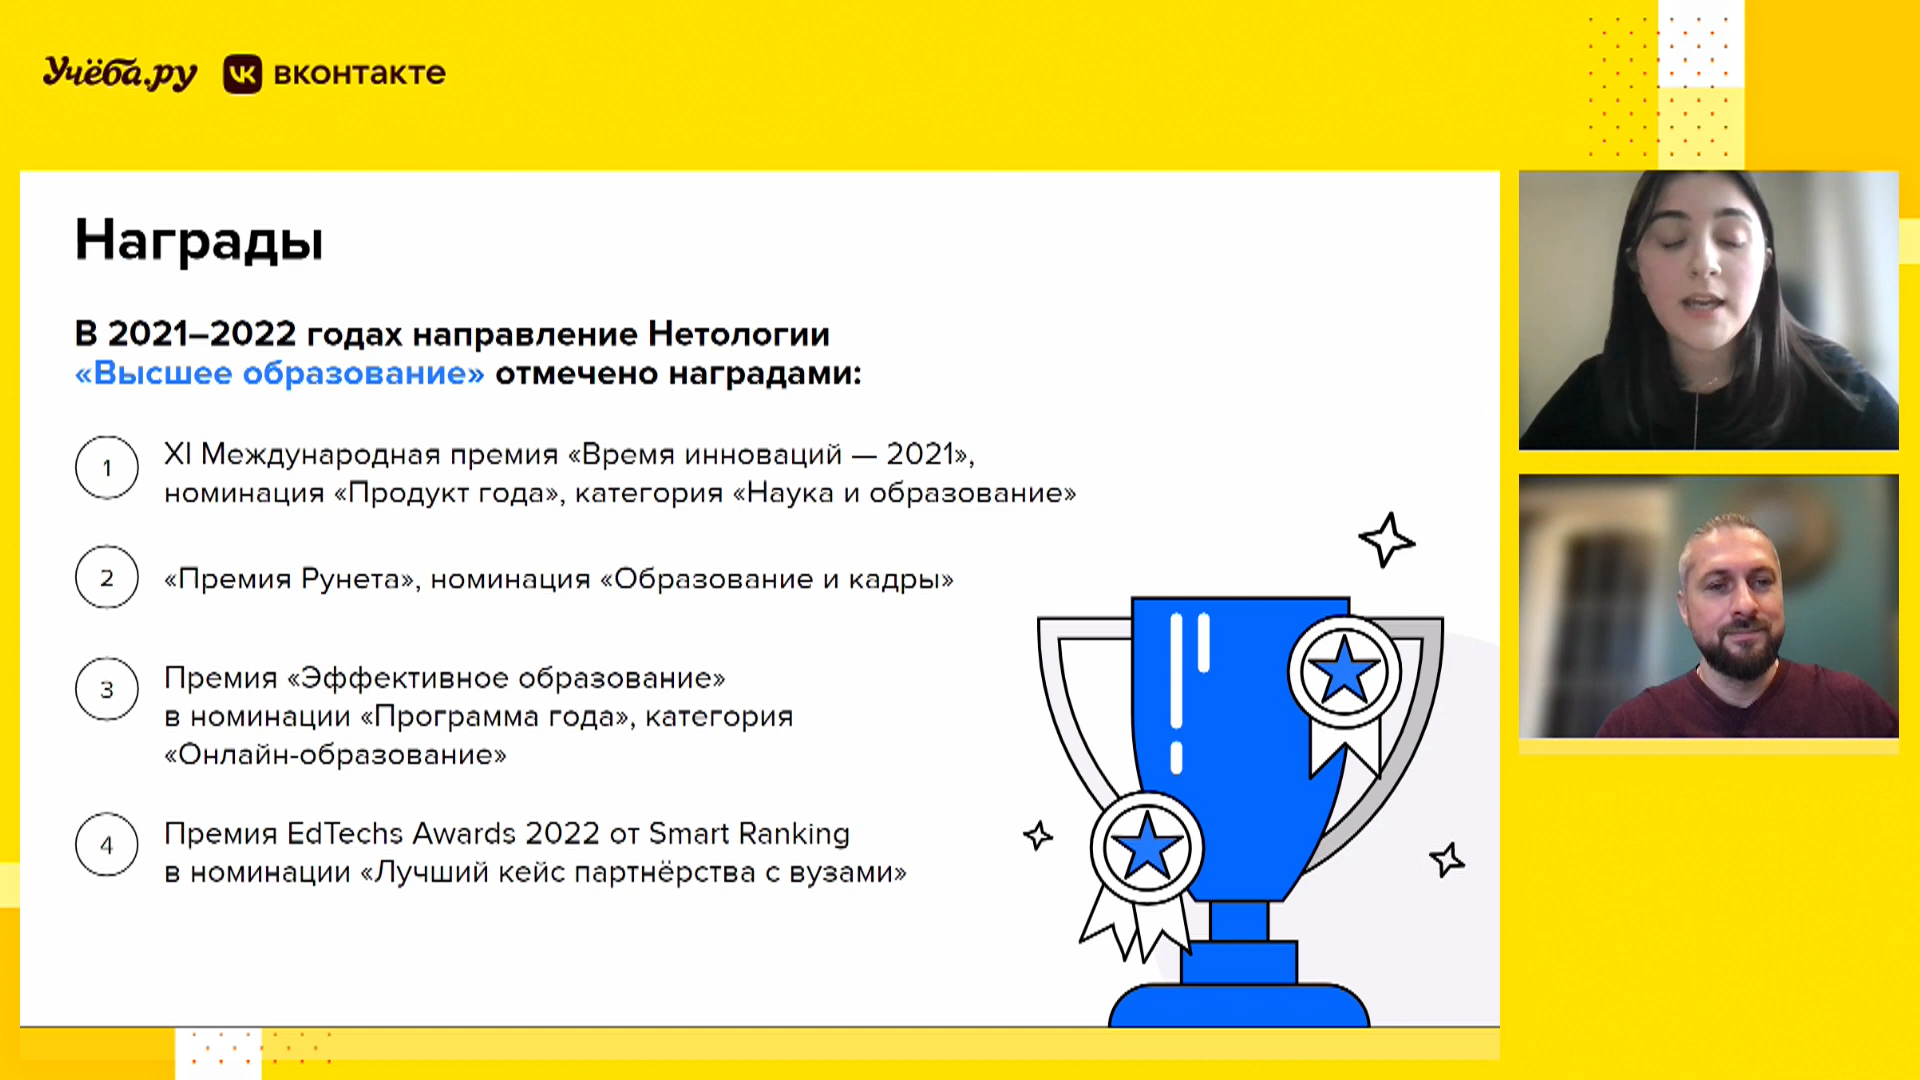 Учёба.ру
VK вконтакте
Награды
В 2021–2022 годах направление Нетологии
«Высшее образование» отмечено наградами:
1
XI Международная премия «Время инноваций — 2021»,
номинация «Продукт года», категория «Наука и образование»
2
«Премия Рунета», номинация «Образование и кадры»
3
Премия «Эффективное образование»
в номинации «Программа года», категория
«Онлайн-образование»
4
Премия EdTechs Awards 2022 от Smart Ranking
в номинации «Лучший кейс партнёрства с вузами»